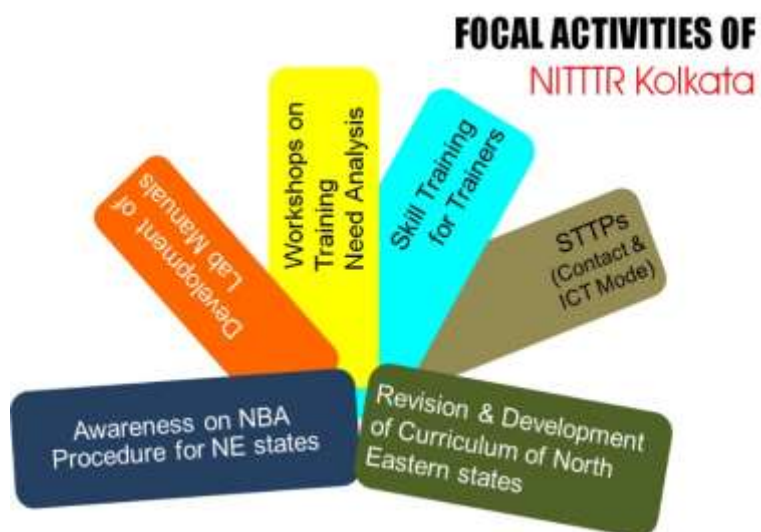 FOCAL ACTIVITIES OF
NITTTR Kolkata
Awareness on NBA
Procedure for NE states
Development of
Lab Manuals
Workshops on
Training
Need Analysis
Skill Training
for Trainers
STTPs
(Contact &
ICT Mode)
Revision & Development
of Curriculum of North
Eastern states